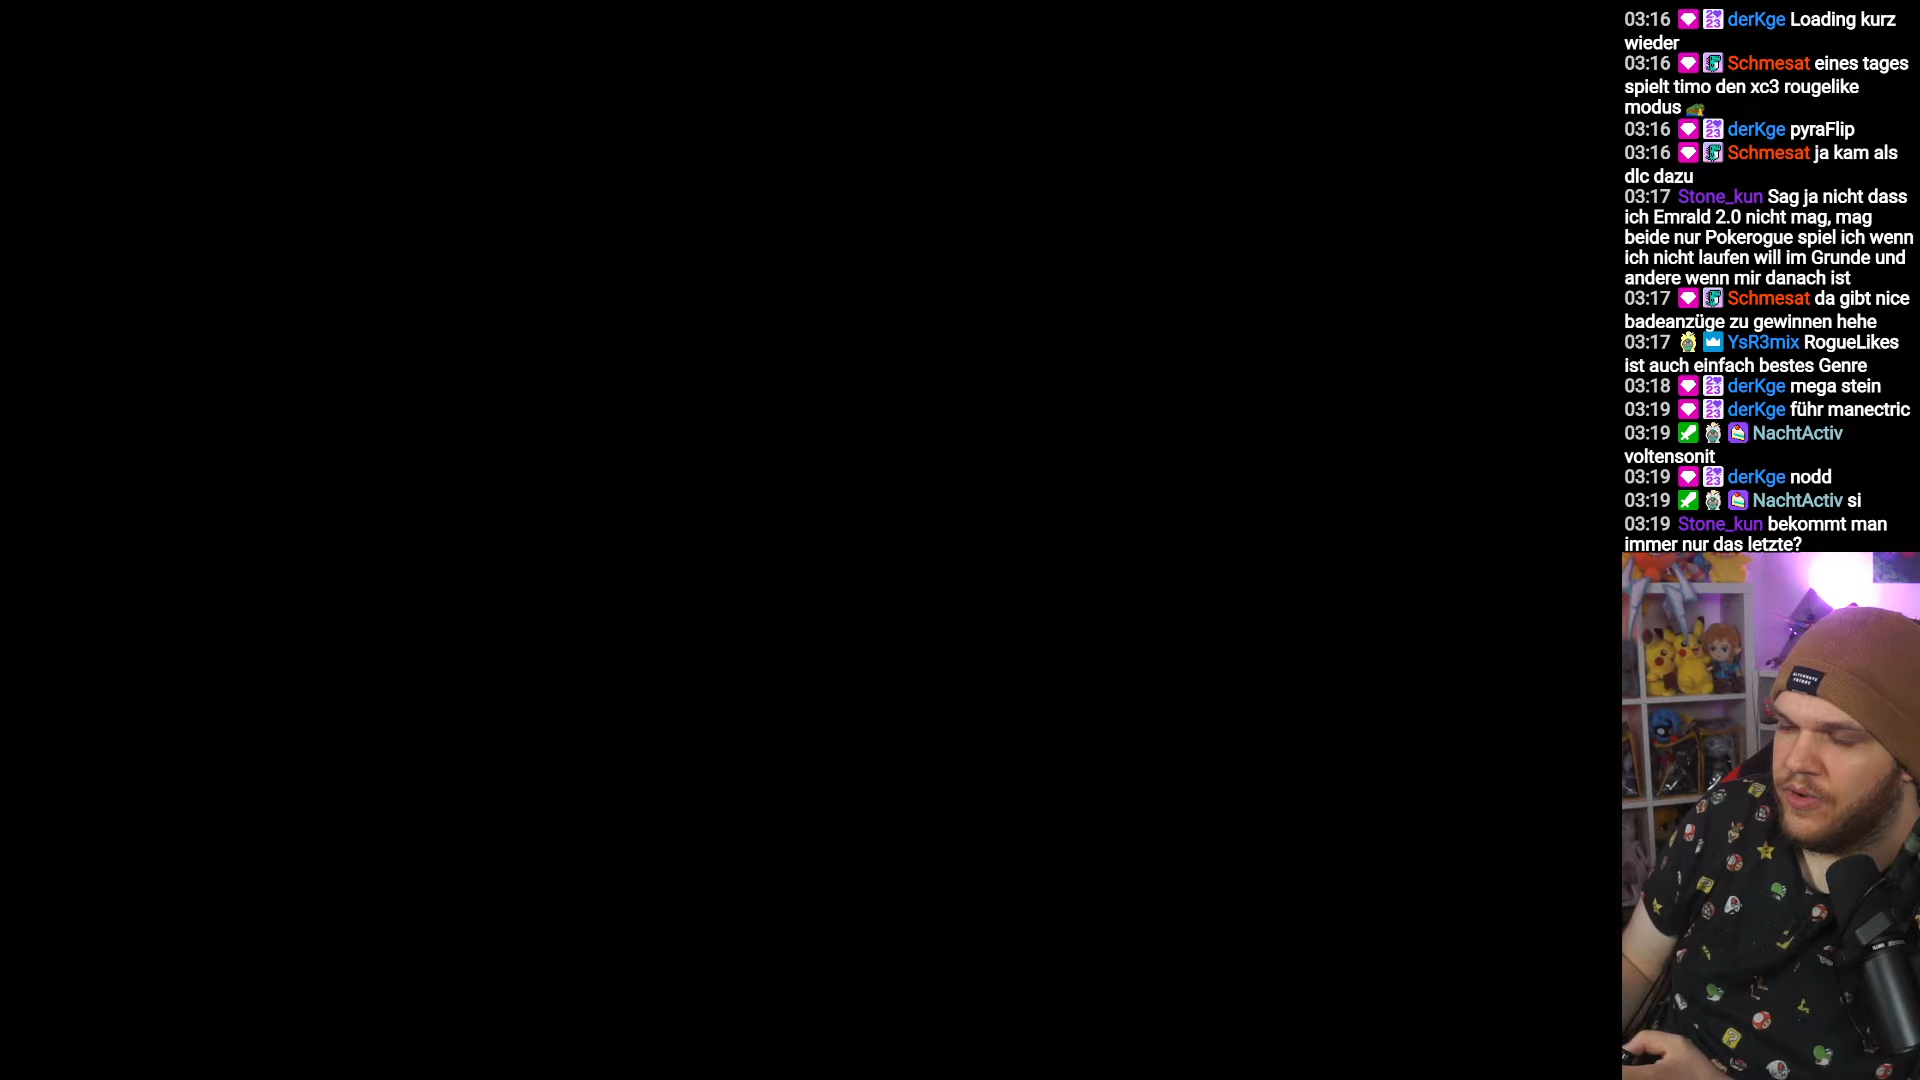 03:16 derKge Loading kurz
wieder
03:16 Schmesat eines tages
spielt timo den xc3 rougelike
modus
03:16 derKge pyraFlip
03:16 Schmesat ja kam als
dlc dazu
03:17 Stone_kun Sag ja nicht dass
ich Emrald 2.0 nicht mag, mag
beide nur Pokerogue spiel ich wenn
ich nicht laufen will im Grunde und
andere wenn mir danach ist
03:17 Schmesat da gibt nice
badeanzüge zu gewinnen hehe
03:17 YsR3mix RogueLikes
ist auch einfach bestes Genre
03:18 derKge mega stein
03:19 derKge führ manectric
03:19 NachtActiv
voltensonit
03:19 derKge nodd
03:19 NachtActiv si
03:19 Stone_kun bekommt man
immer nur das letzte?